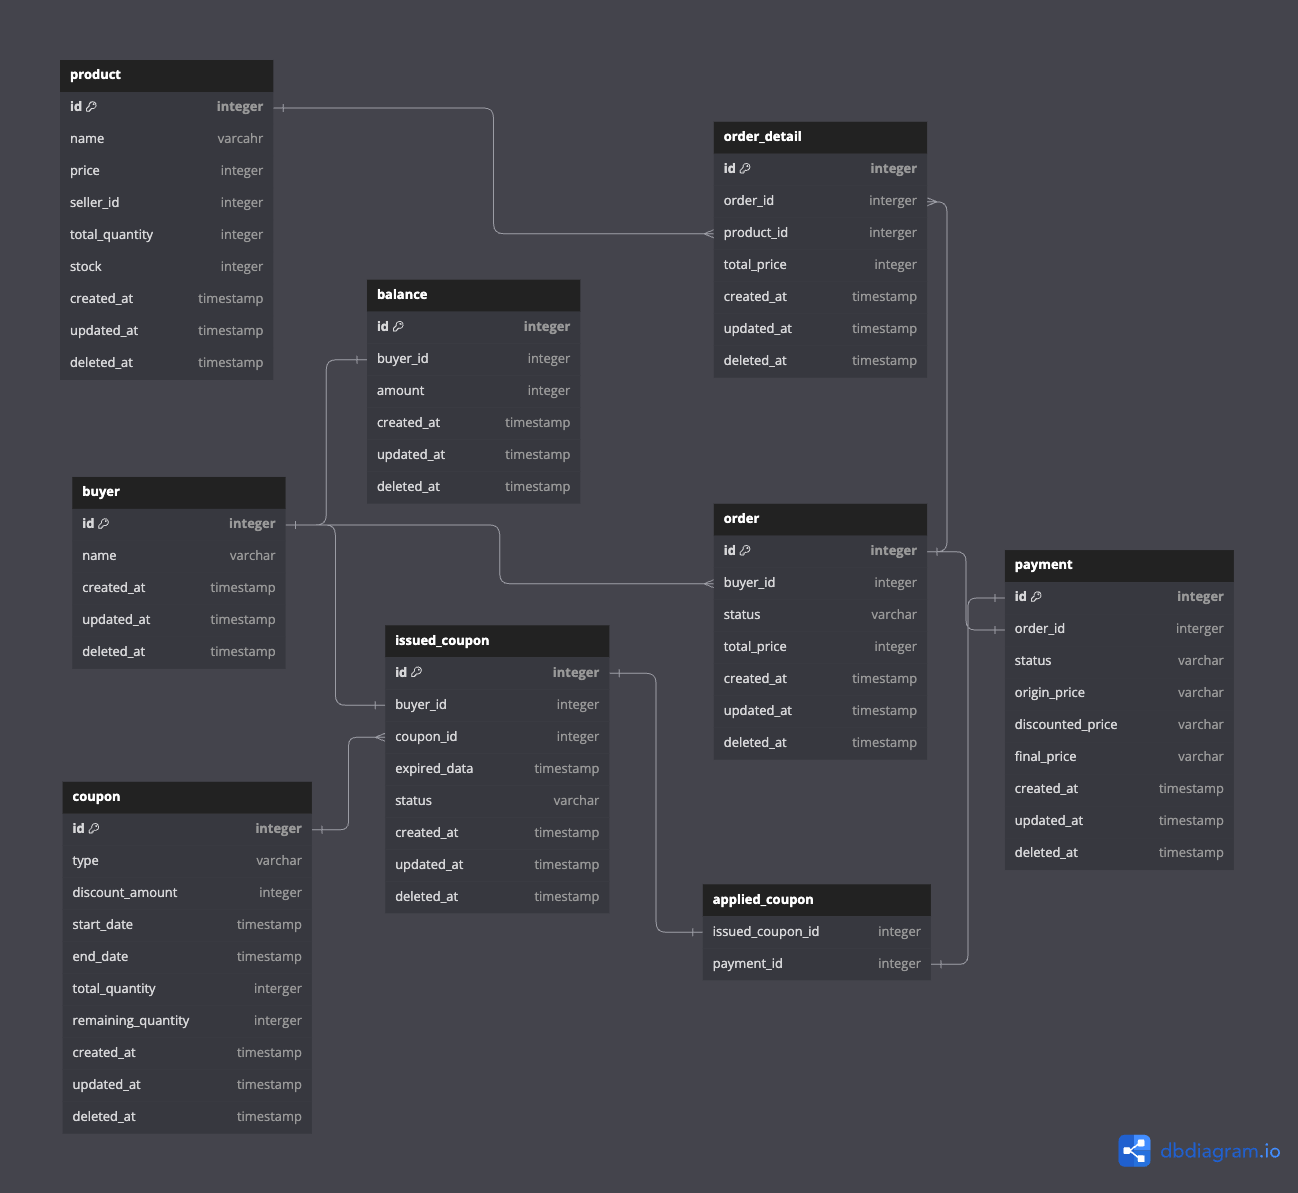 product
id integer
name varcahr
price integer
seller_id integer
total_quantity integer
stock integer
created_at timestamp
updated_at timestamp
deleted_at timestamp
order_detail
id integer
order_id interger
product_id interger
total_price integer
created_at timestamp
updated_at timestamp
deleted_at timestamp
balance
id integer
buyer_id integer
amount integer
created_at timestamp
updated_at timestamp
deleted_at timestamp
buyer
id integer
name varchar
created_at timestamp
updated_at timestamp
deleted_at timestamp
order
id integer
buyer_id integer
status varchar
total_price integer
created_at timestamp
updated_at timestamp
deleted_at timestamp
payment
id integer
order_id interger
status varchar
origin_price varchar
discounted_price varchar
final_price varchar
created_at timestamp
updated_at timestamp
deleted_at timestamp
issued_coupon
id integer
buyer_id integer
coupon_id integer
expired_data timestamp
status varchar
created_at timestamp
updated_at timestamp
deleted_at timestamp
coupon
id integer
type varchar
discount_amount integer
start_date timestamp
end_date timestamp
total_quantity interger
remaining_quantity interger
created_at timestamp
updated_at timestamp
deleted_at timestamp
applied_coupon
issued_coupon_id integer
payment_id integer
dbdiagram.io